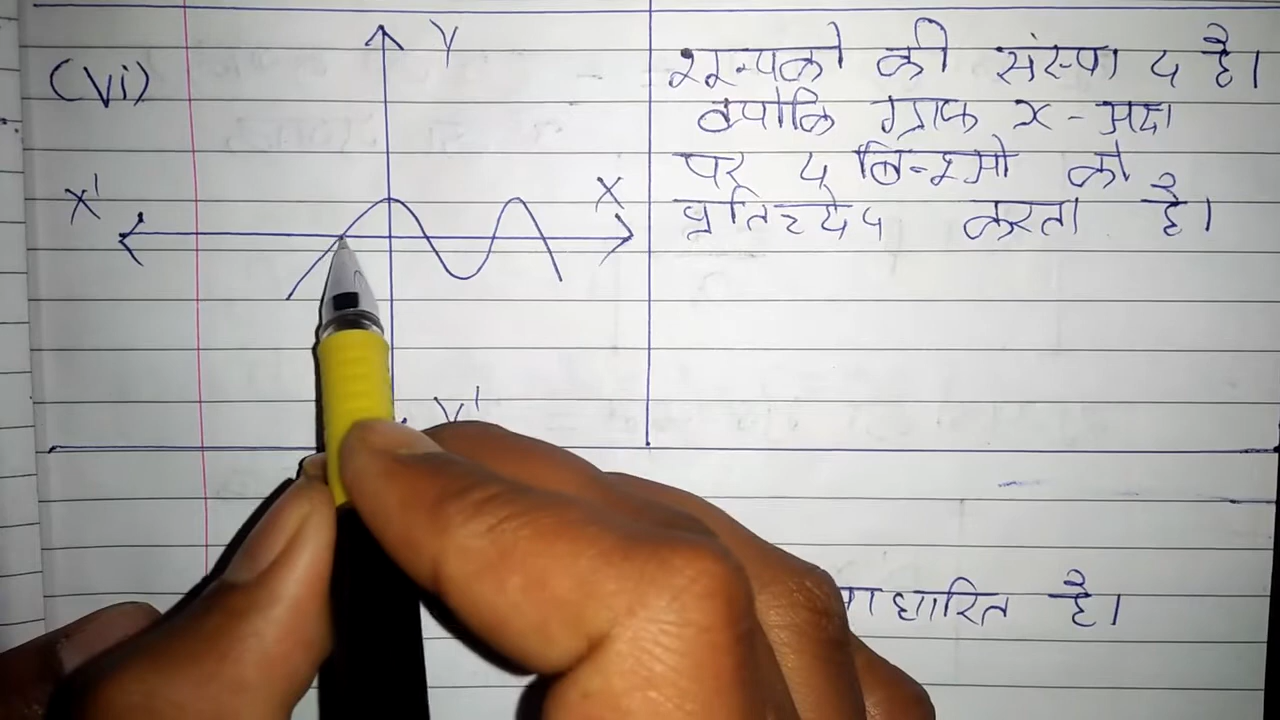 (vi)
Y
X'
X
Y'
शून्यको की संख्या 4 है।
क्योकि ग्राफ x-अक्ष
पर 4 बिन्दुओ को
प्रतिच्छेद करता है।
आधारित है।